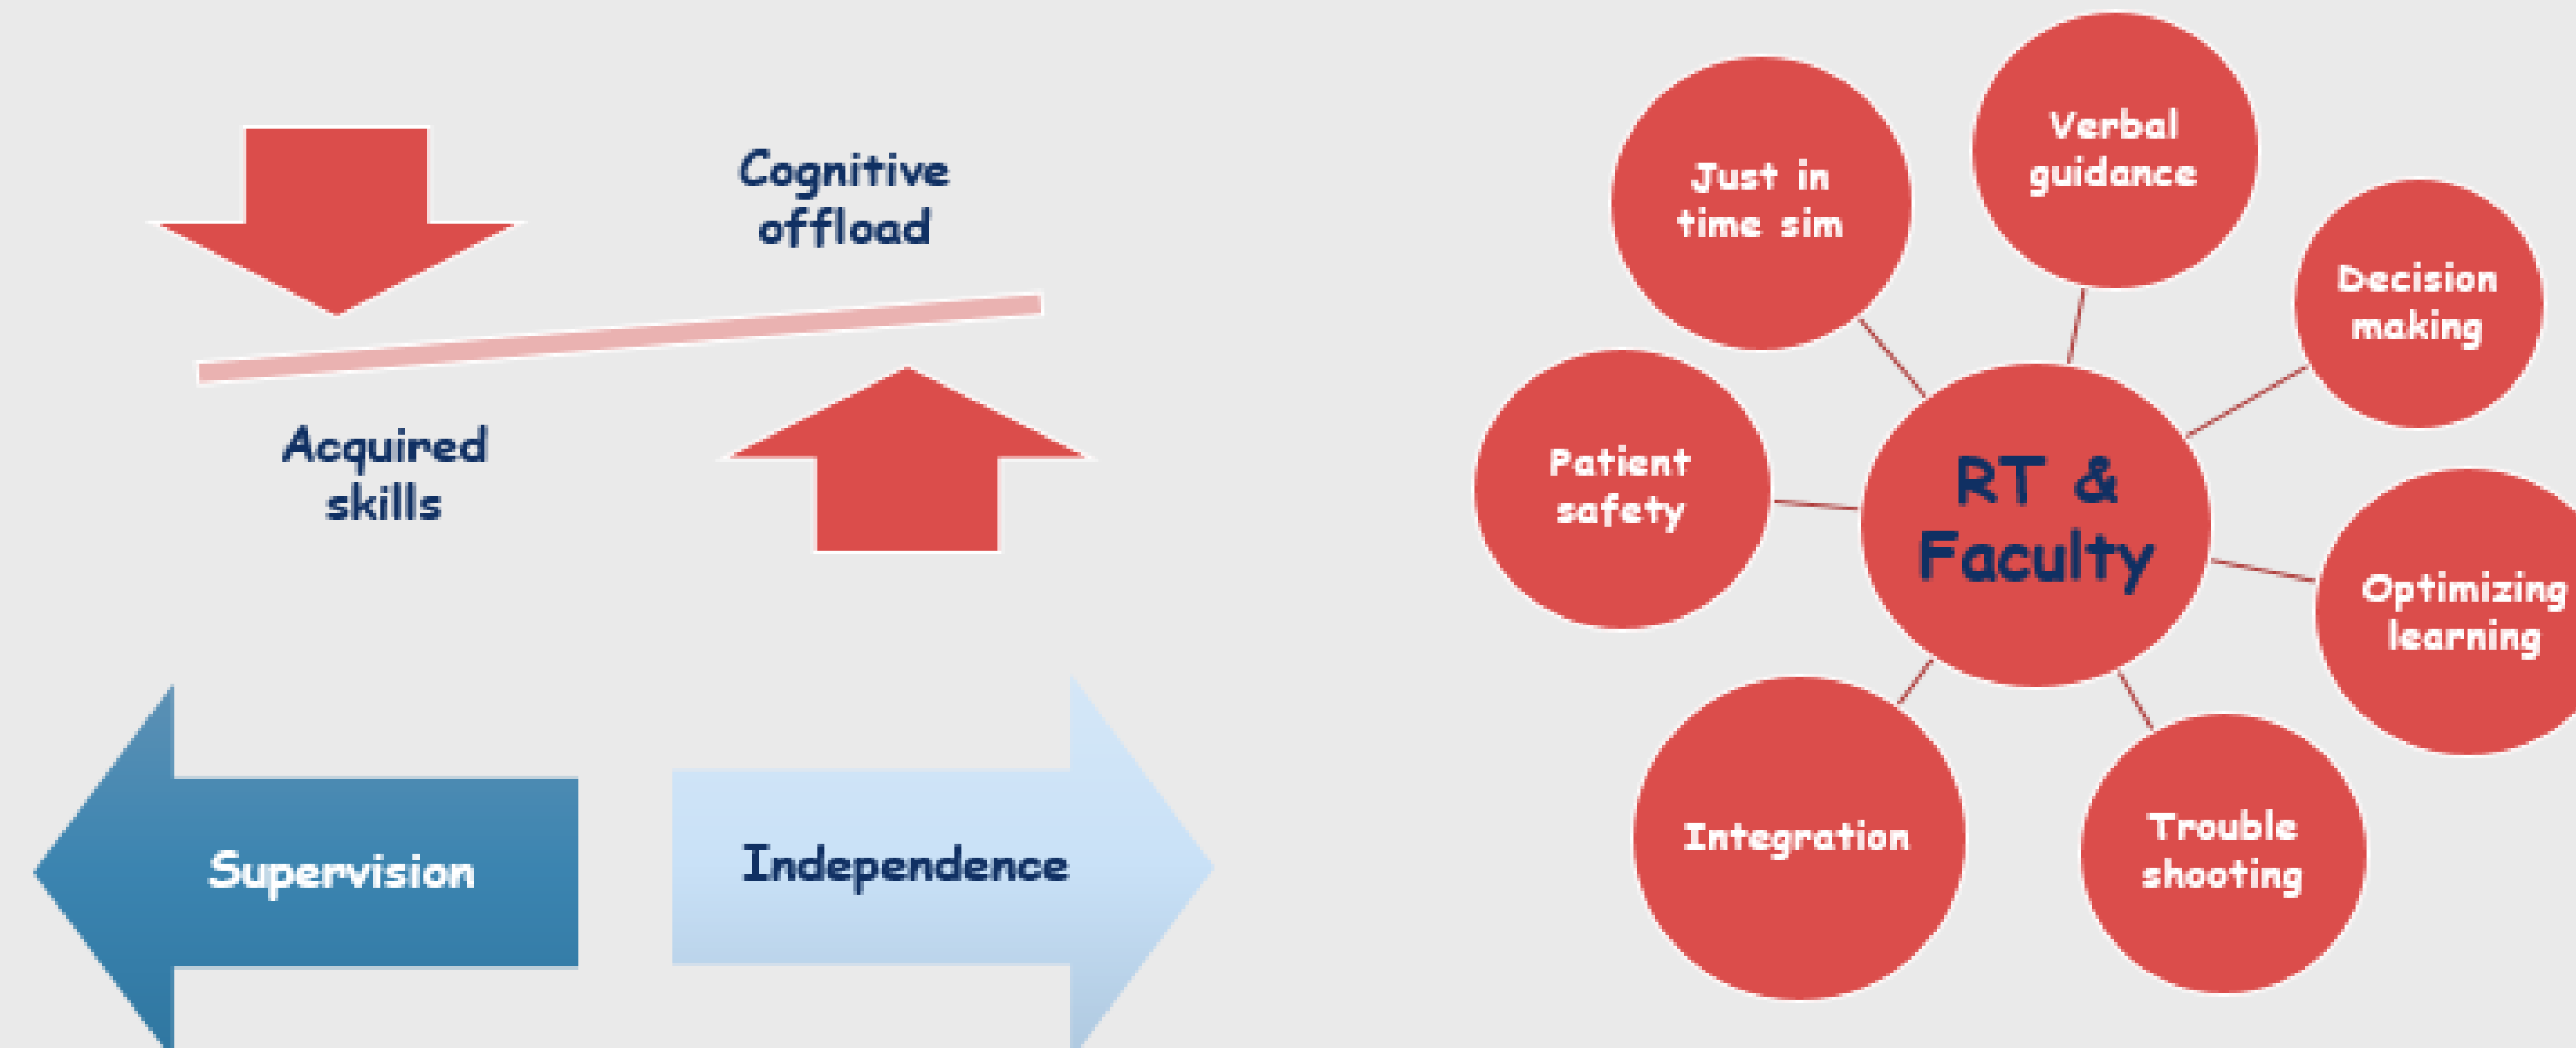 Cognitive
offload
Acquired
skills
Supervision
Independence
Just in
time sim
Verbal
guidance
Decision
making
Patient
safety
RT &
Faculty
Optimizing
learning
Integration
Trouble
shooting